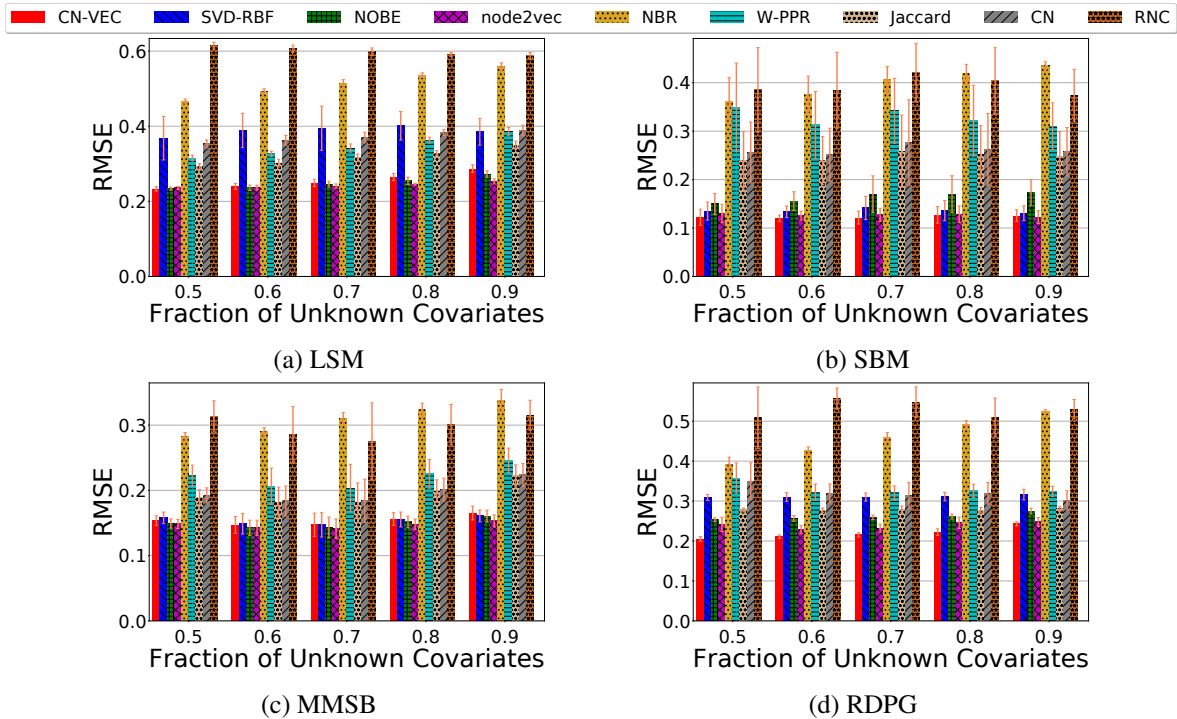 CN-VEC SVD-RBF NOBE node2vec NBR W-PPR Jaccard CN RNC
RMSE
0.6
0.4
0.2
0.0
0.5 0.6 0.7 0.8 0.9
Fraction of Unknown Covariates
(a) LSM
RMSE
0.4
0.3
0.2
0.1
0.0
0.5 0.6 0.7 0.8 0.9
Fraction of Unknown Covariates
(b) SBM
RMSE
0.3
0.2
0.1
0.0
0.5 0.6 0.7 0.8 0.9
Fraction of Unknown Covariates
(c) MMSB
RMSE
0.5
0.4
0.3
0.2
0.1
0.0
0.5 0.6 0.7 0.8 0.9
Fraction of Unknown Covariates
(d) RDPG